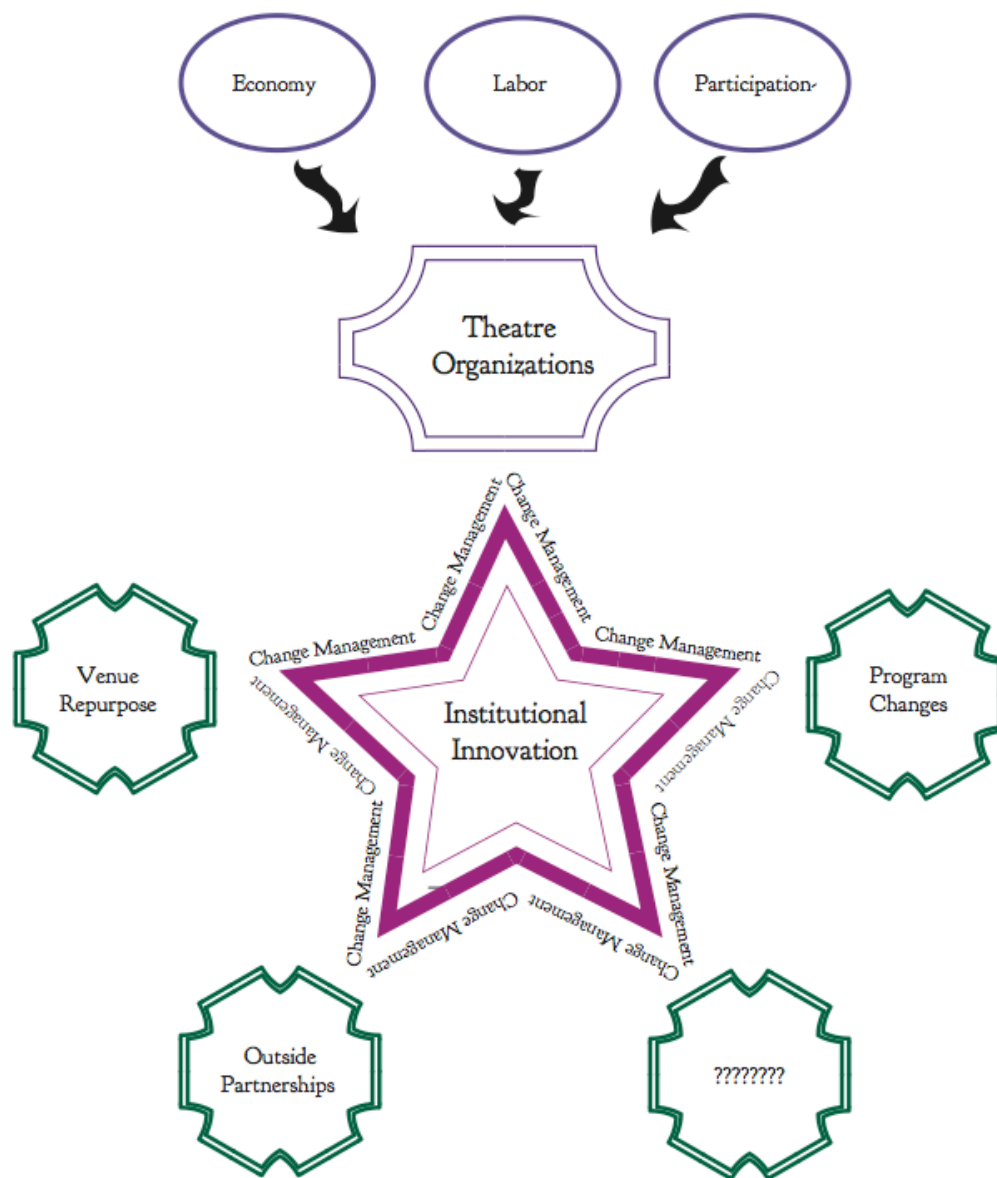 Economy
Labor
Participation-
Theatre
Organizations
Change Management
Change Management
Change Management
Change Management
Change Management
Change Management
Venue
Repurpose
Institutional
Innovation
Program
Changes
Change Management
Change Management
Change Management
Change Management
Outside
Partnerships
????????